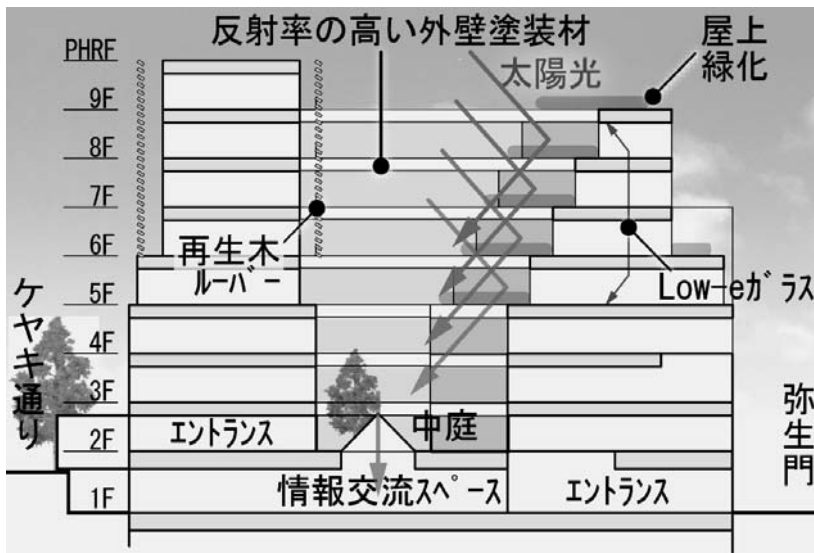 反射率の高い外壁塗装材
屋上
緑化
太陽光
PHRF
9F
8F
7F
6F
5F
4F
3F
2F
1F
再生木
ルーバー
Low-eガラス
ケヤキ通り
エントランス
中庭
情報交流スペース
エントランス
弥生門